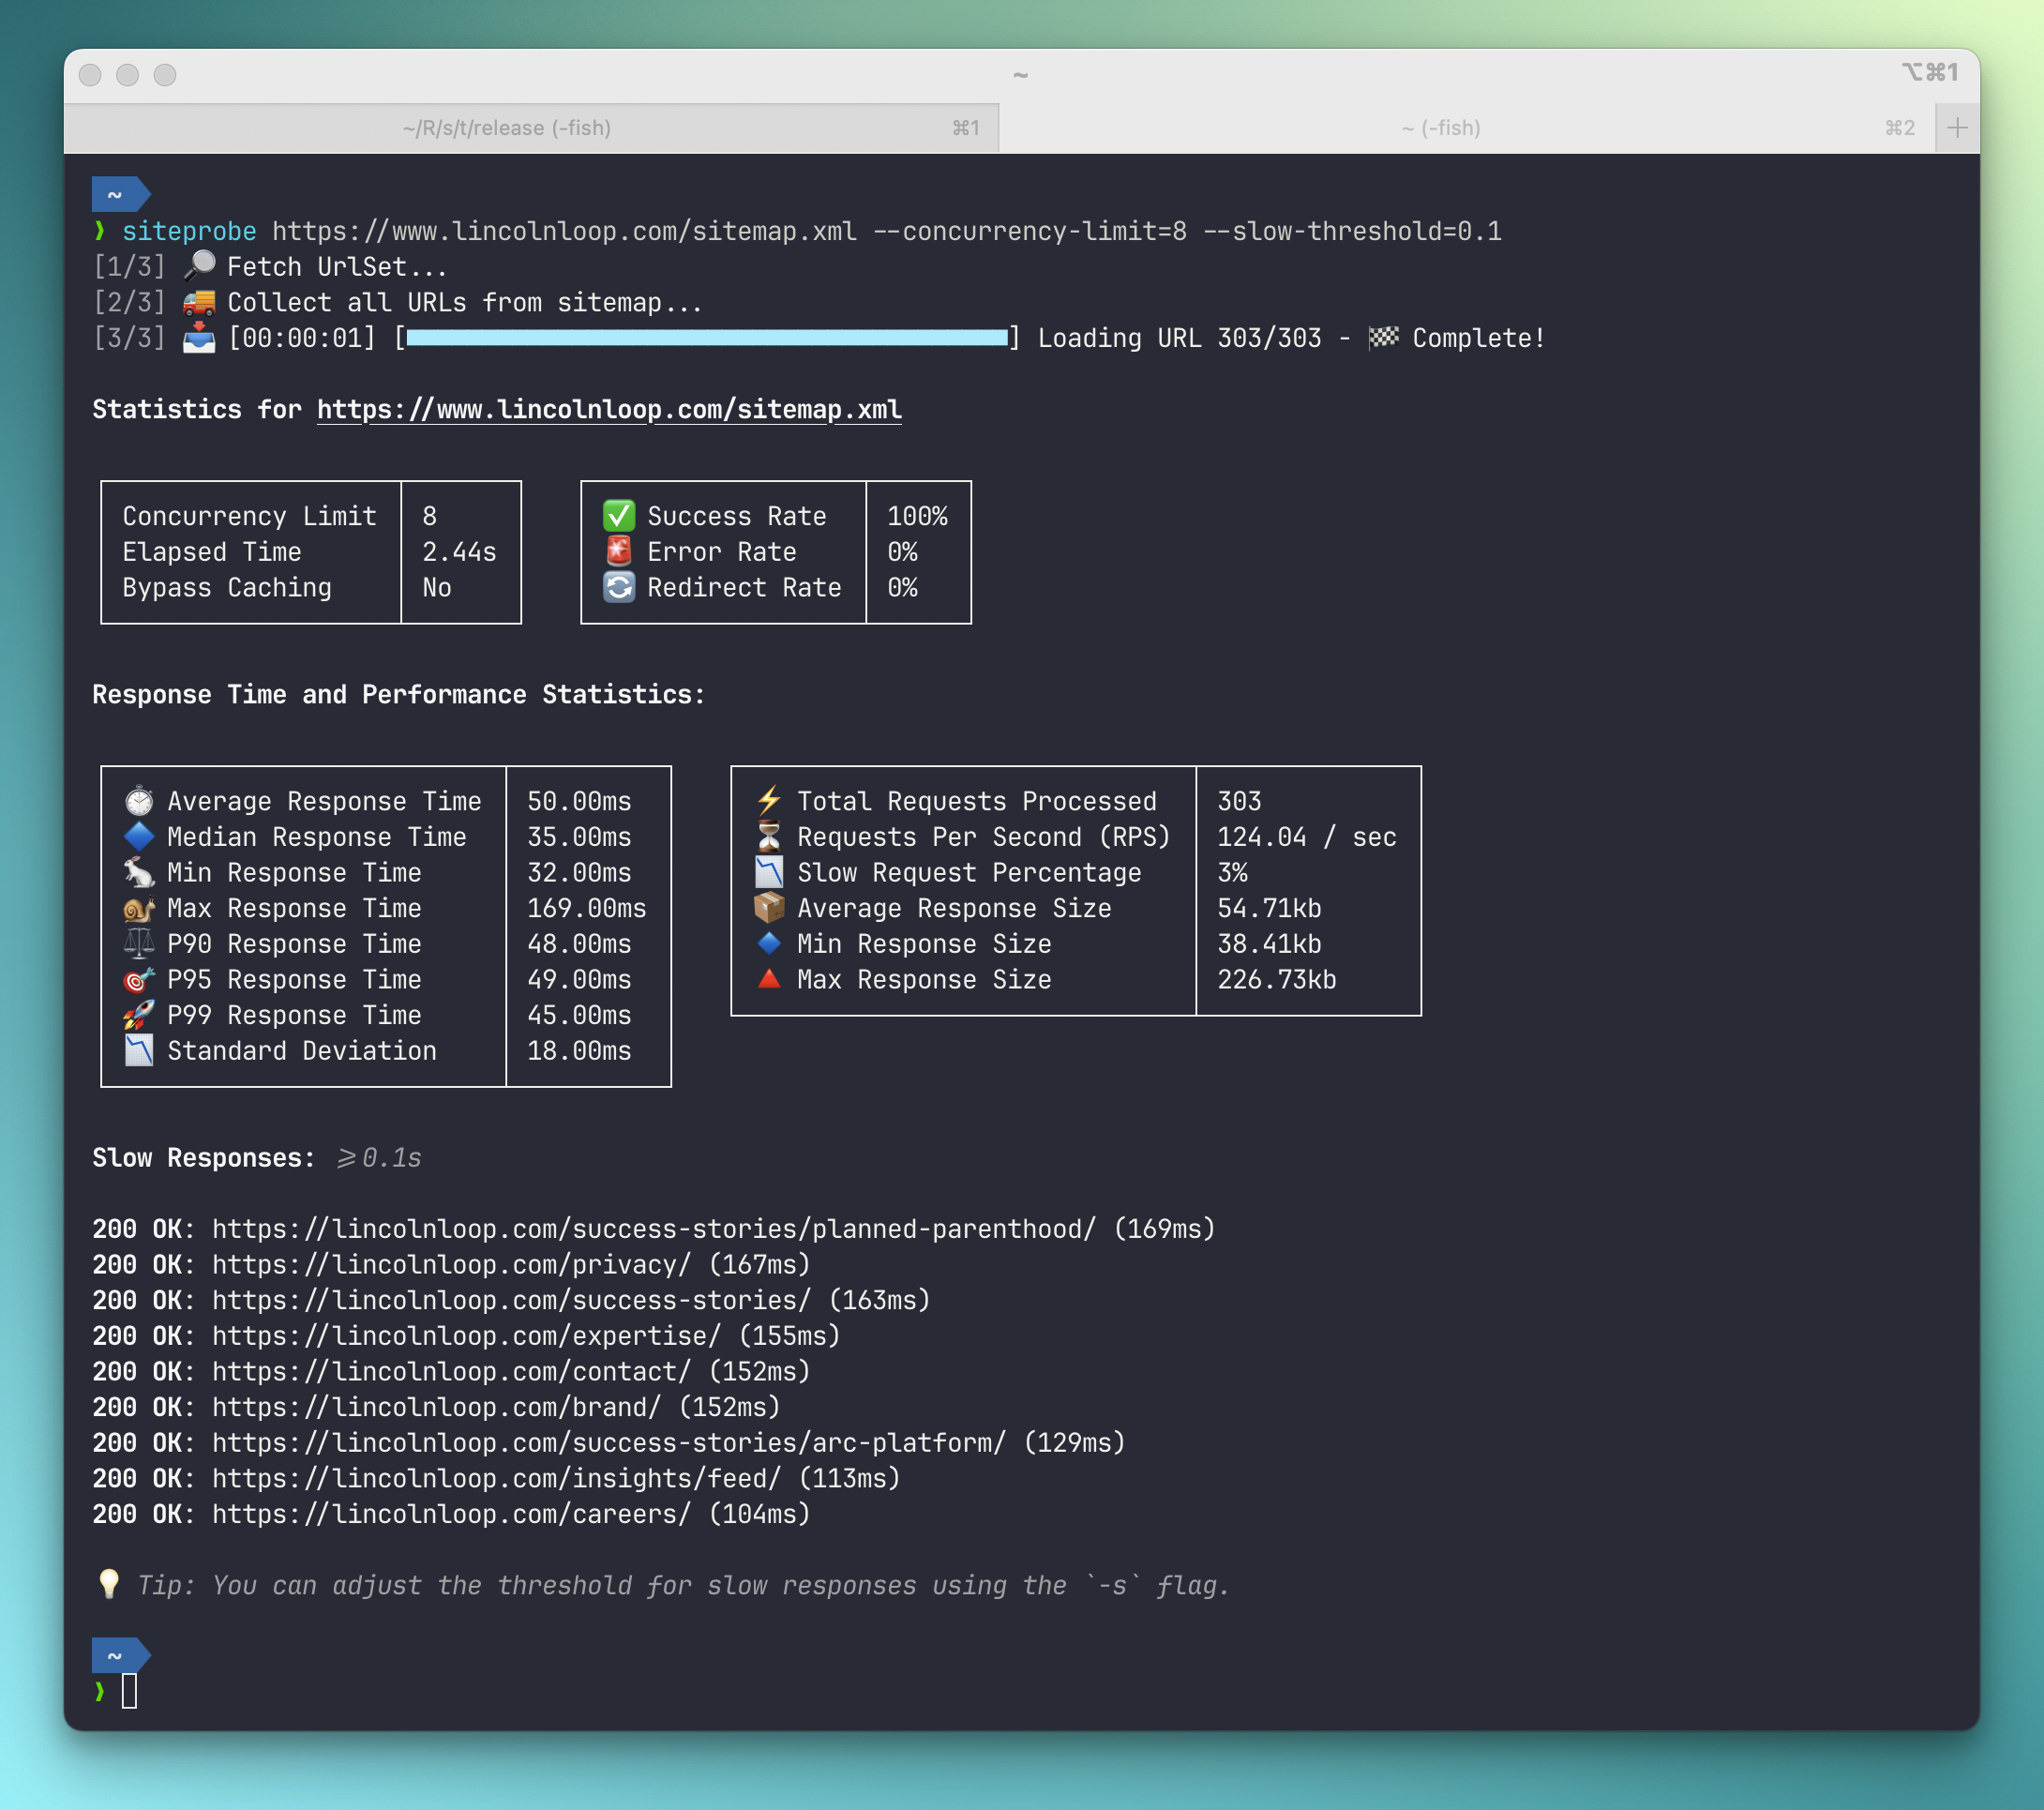 ~
⌥⌘1
~/R/s/t/release (-fish) ⌘1
~ (-fish) ⌘2
~
❯ siteprobe https://www.lincolnloop.com/sitemap.xml --concurrency-limit=8 --slow-threshold=0.1
[1/3] 🔎 Fetch UrlSet...
[2/3] 🚚 Collect all URLs from sitemap...
[3/3] 📥 [00:00:01] [] Loading URL 303/303 - 🏁 Complete!
Statistics for https://www.lincolnloop.com/sitemap.xml
Concurrency Limit 8
Elapsed Time 2.44s
Bypass Caching No
✅ Success Rate 100%
🚨 Error Rate 0%
🔄 Redirect Rate 0%
Response Time and Performance Statistics:
⏱️ Average Response Time 50.00ms
🔷 Median Response Time 35.00ms
🐇 Min Response Time 32.00ms
🐌 Max Response Time 169.00ms
⚖️ P90 Response Time 48.00ms
🎯 P95 Response Time 49.00ms
🚀 P99 Response Time 45.00ms
📉 Standard Deviation 18.00ms
⚡ Total Requests Processed 303
⏳ Requests Per Second (RPS) 124.04 / sec
📉 Slow Request Percentage 3%
📦 Average Response Size 54.71kb
🔹 Min Response Size 38.41kb
🔺 Max Response Size 226.73kb
Slow Responses: ≥0.1s
200 OK: https://lincolnloop.com/success-stories/planned-parenthood/ (169ms)
200 OK: https://lincolnloop.com/privacy/ (167ms)
200 OK: https://lincolnloop.com/success-stories/ (163ms)
200 OK: https://lincolnloop.com/expertise/ (155ms)
200 OK: https://lincolnloop.com/contact/ (152ms)
200 OK: https://lincolnloop.com/brand/ (152ms)
200 OK: https://lincolnloop.com/success-stories/arc-platform/ (129ms)
200 OK: https://lincolnloop.com/insights/feed/ (113ms)
200 OK: https://lincolnloop.com/careers/ (104ms)
💡 Tip: You can adjust the threshold for slow responses using the `-s` flag.
~
❯